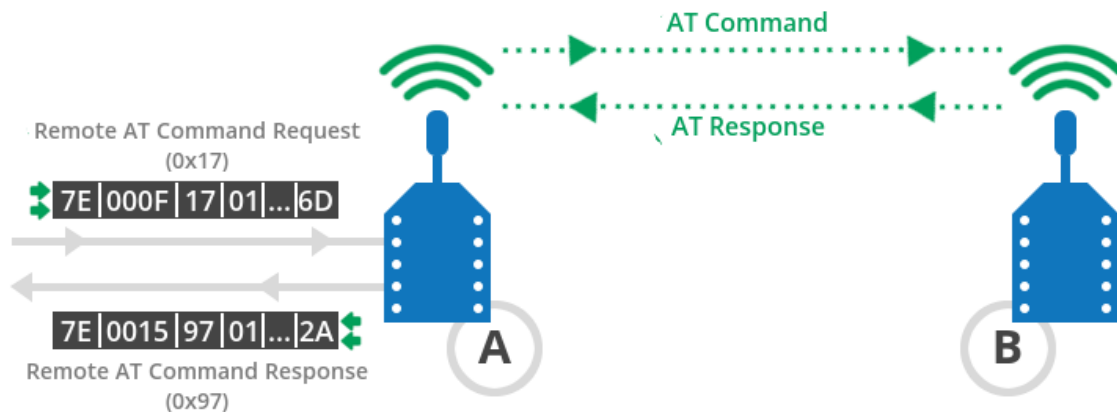 AT Command
AT Response
Remote AT Command Request
(0x17)
7E 000F 17 01 ... 6D
7E 0015 97 01 ... 2A
Remote AT Command Response
(0x97)
A
B